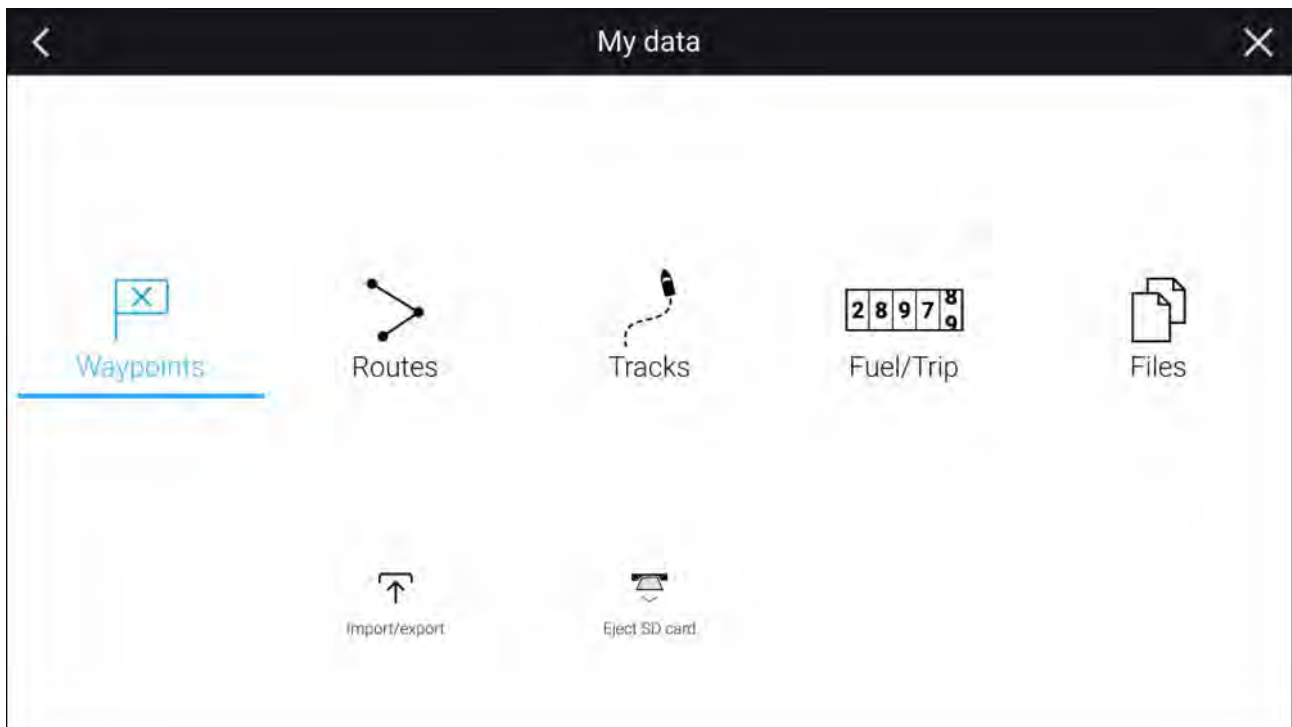 My data
2 8 9 7 8 9
Waypoints
Routes
Tracks
Fuel/Trip
Files
Import/export
Eject SD card